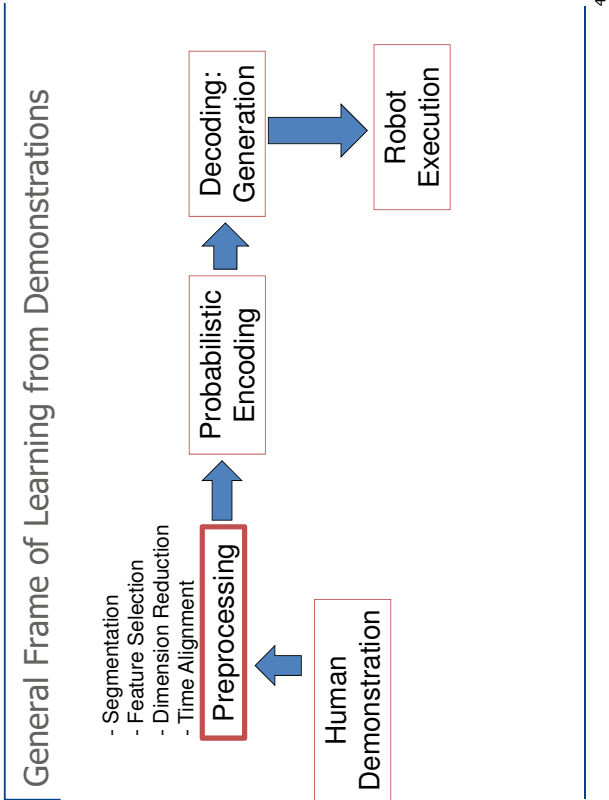 General Frame of Learning from Demonstrations
- Segmentation
- Feature Selection
- Dimension Reduction
- Time Alignment
Preprocessing
Probabilistic
Encoding
Decoding:
Generation
Human
Demonstration
Robot
Execution
4